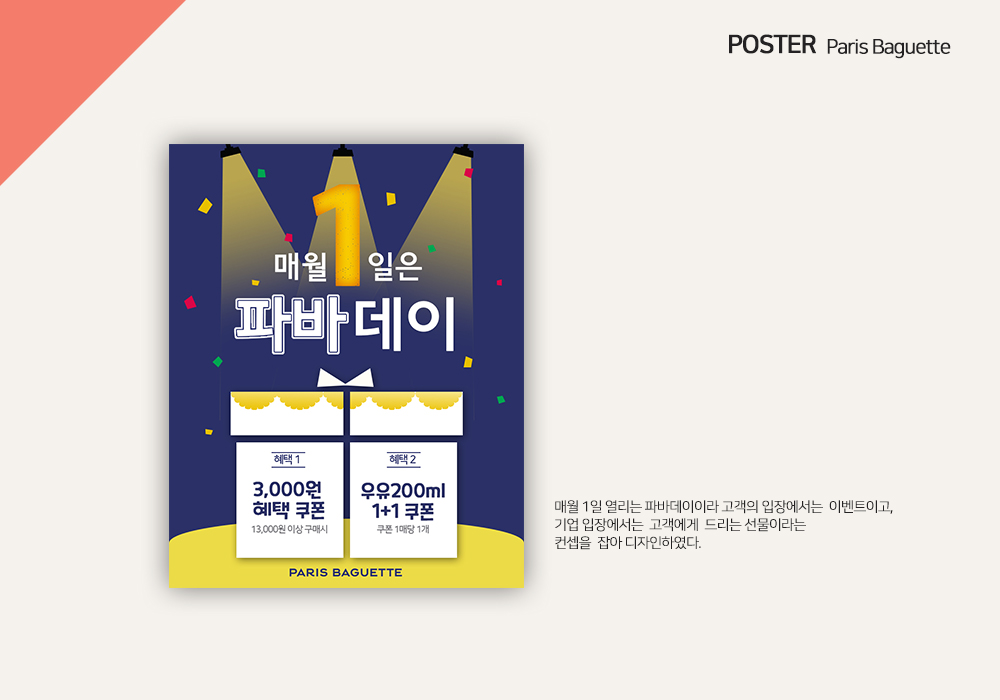 POSTER Paris Baguette
매월 1 일은
파바데이
혜택 1
3,000원
혜택 쿠폰
13,000원 이상 구매시
혜택 2
우유200ml
1+1 쿠폰
쿠폰 1매당 1개
PARIS BAGUETTE
매월 1일 열리는 파바데이이라 고객의 입장에서는 이벤트이고,
기업 입장에서는 고객에게 드리는 선물이라는
컨셉을 잡아 디자인하였다.